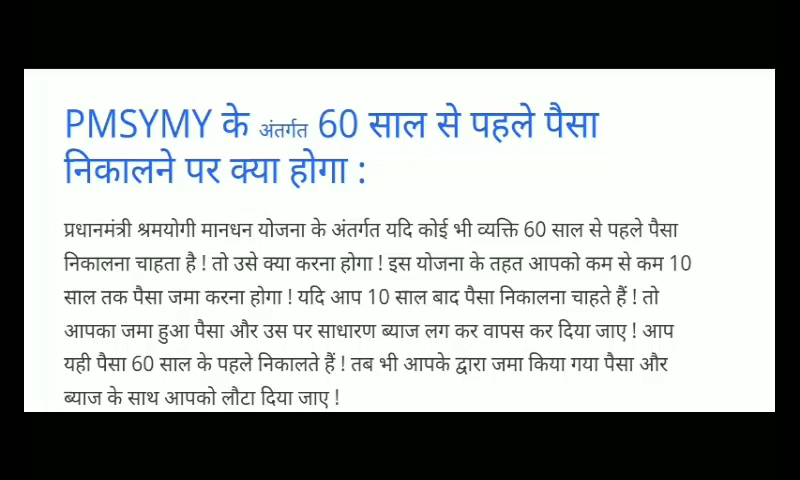 PMSYMY के अंतर्गत 60 साल से पहले पैसा
निकालने पर क्या होगा :
प्रधानमंत्री श्रमयोगी मानधन योजना के अंतर्गत यदि कोई भी व्यक्ति 60 साल से पहले पैसा
निकालना चाहता है ! तो उसे क्या करना होगा ! इस योजना के तहत आपको कम से कम 10
साल तक पैसा जमा करना होगा ! यदि आप 10 साल बाद पैसा निकालना चाहते हैं ! तो
आपका जमा हुआ पैसा और उस पर साधारण ब्याज लग कर वापस कर दिया जाए ! आप
यही पैसा 60 साल के पहले निकालते हैं ! तब भी आपके द्वारा जमा किया गया पैसा और
ब्याज के साथ आपको लौटा दिया जाए !